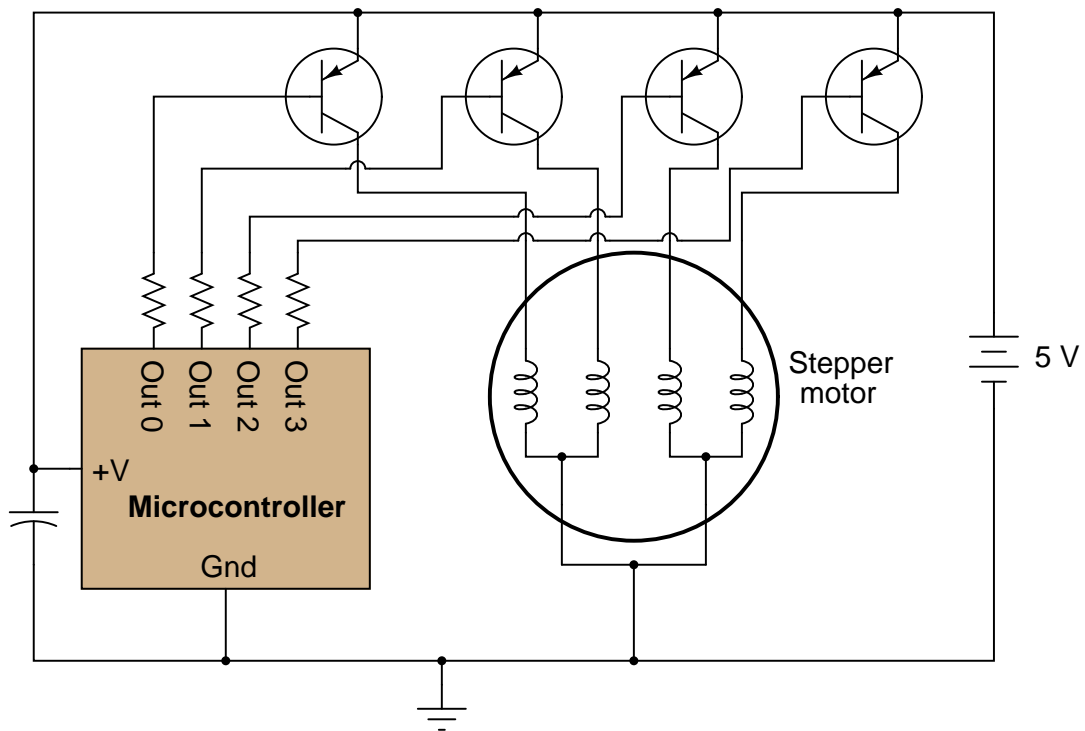 Out 0
Out 1
Out 2
Out 3
5 V
Stepper
motor
+V
Microcontroller
Gnd